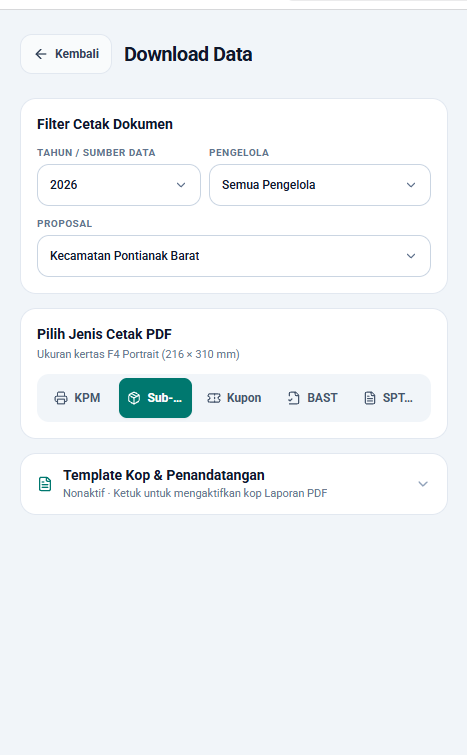 Kembali
Download Data
Filter Cetak Dokumen
TAHUN / SUMBER DATA
PENGELOLA
2026
Semua Pengelola
PROPOSAL
Kecamatan Pontianak Barat
Pilih Jenis Cetak PDF
Ukuran kertas F4 Portrait (216 × 310 mm)
KPM
Sub-...
Kupon
BAST
SPT...
Template Kop & Penandatangan
Nonaktif · Ketuk untuk mengaktifkan kop Laporan PDF